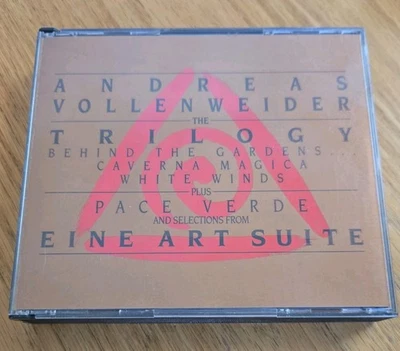 ANDREAS
VOLLENWEIDER
THE
TRILOGY
BEHIND THE GARDENS...
CAVERNA MAGICA
WHITE WINDS
PLUS
PACE VERDE
AND SELECTIONS FROM
EINE ART SUITE